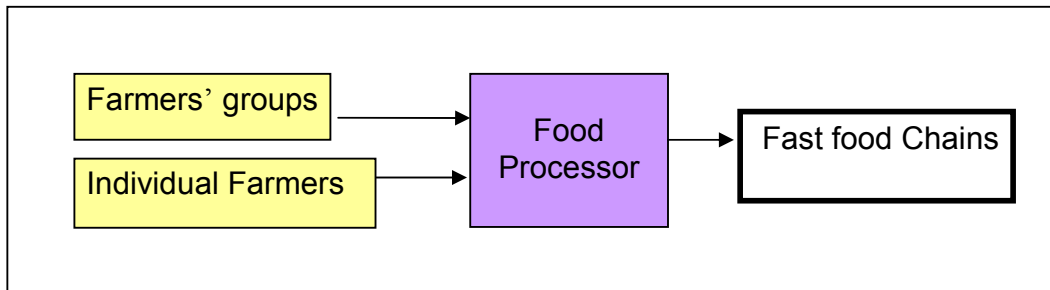 Farmers’ groups
Individual Farmers
Food
Processor
Fast food Chains